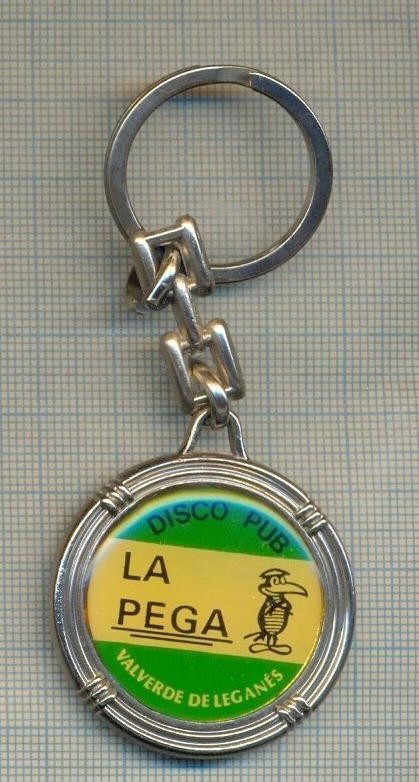 DISCO PUB
LA
PEGA
VALVERDE DE LEGANÉS